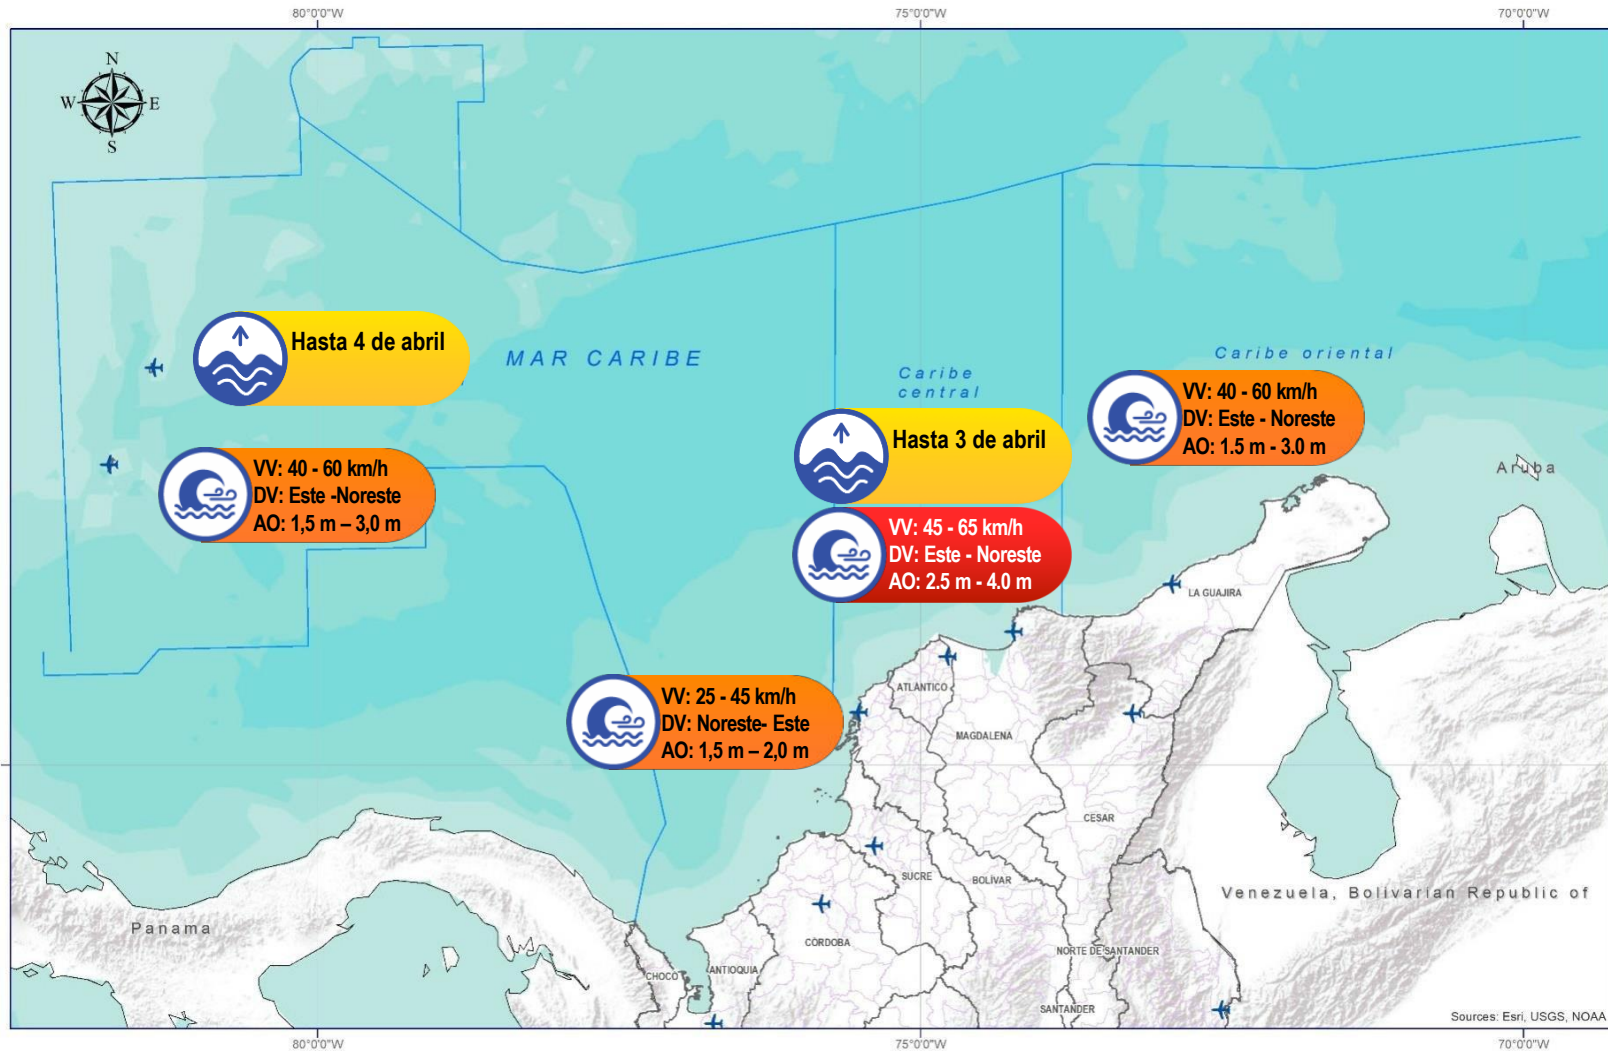 80°0'0"W
75°0'0"W
70°0'0"W
N
W
E
S
Hasta 4 de abril
MAR CARIBE
Caribe
central
Caribe oriental
VV: 40 - 60 km/h
DV: Este - Noreste
AO: 1.5 m - 3.0 m
Hasta 3 de abril
VV: 40 - 60 km/h
DV: Este -Noreste
AO: 1,5 m – 3,0 m
Aruba
VV: 45 - 65 km/h
DV: Este - Noreste
AO: 2.5 m - 4.0 m
LA GUAJIRA
VV: 25 - 45 km/h
DV: Noreste- Este
AO: 1,5 m – 2,0 m
ATLÁNTICO
MAGDALENA
CESAR
SUCRE
BOLÍVAR
Venezuela, Bolivarian Republic of
Panama
CÓRDOBA
NORTE DE SANTANDER
CHOCÓ
ANTIOQUIA
SANTANDER
Sources: Esri, USGS, NOAA
80°0'0"W
75°0'0"W
70°0'0"W